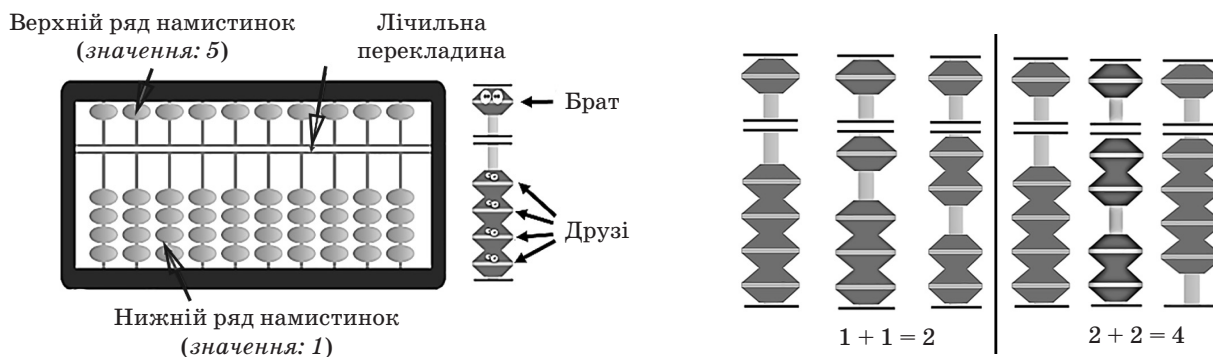 Верхній ряд намистинок
(значення: 5)
Лічильна
перекладина
Брат
Друзі
Нижній ряд намистинок
(значення: 1)
1 + 1 = 2
2 + 2 = 4